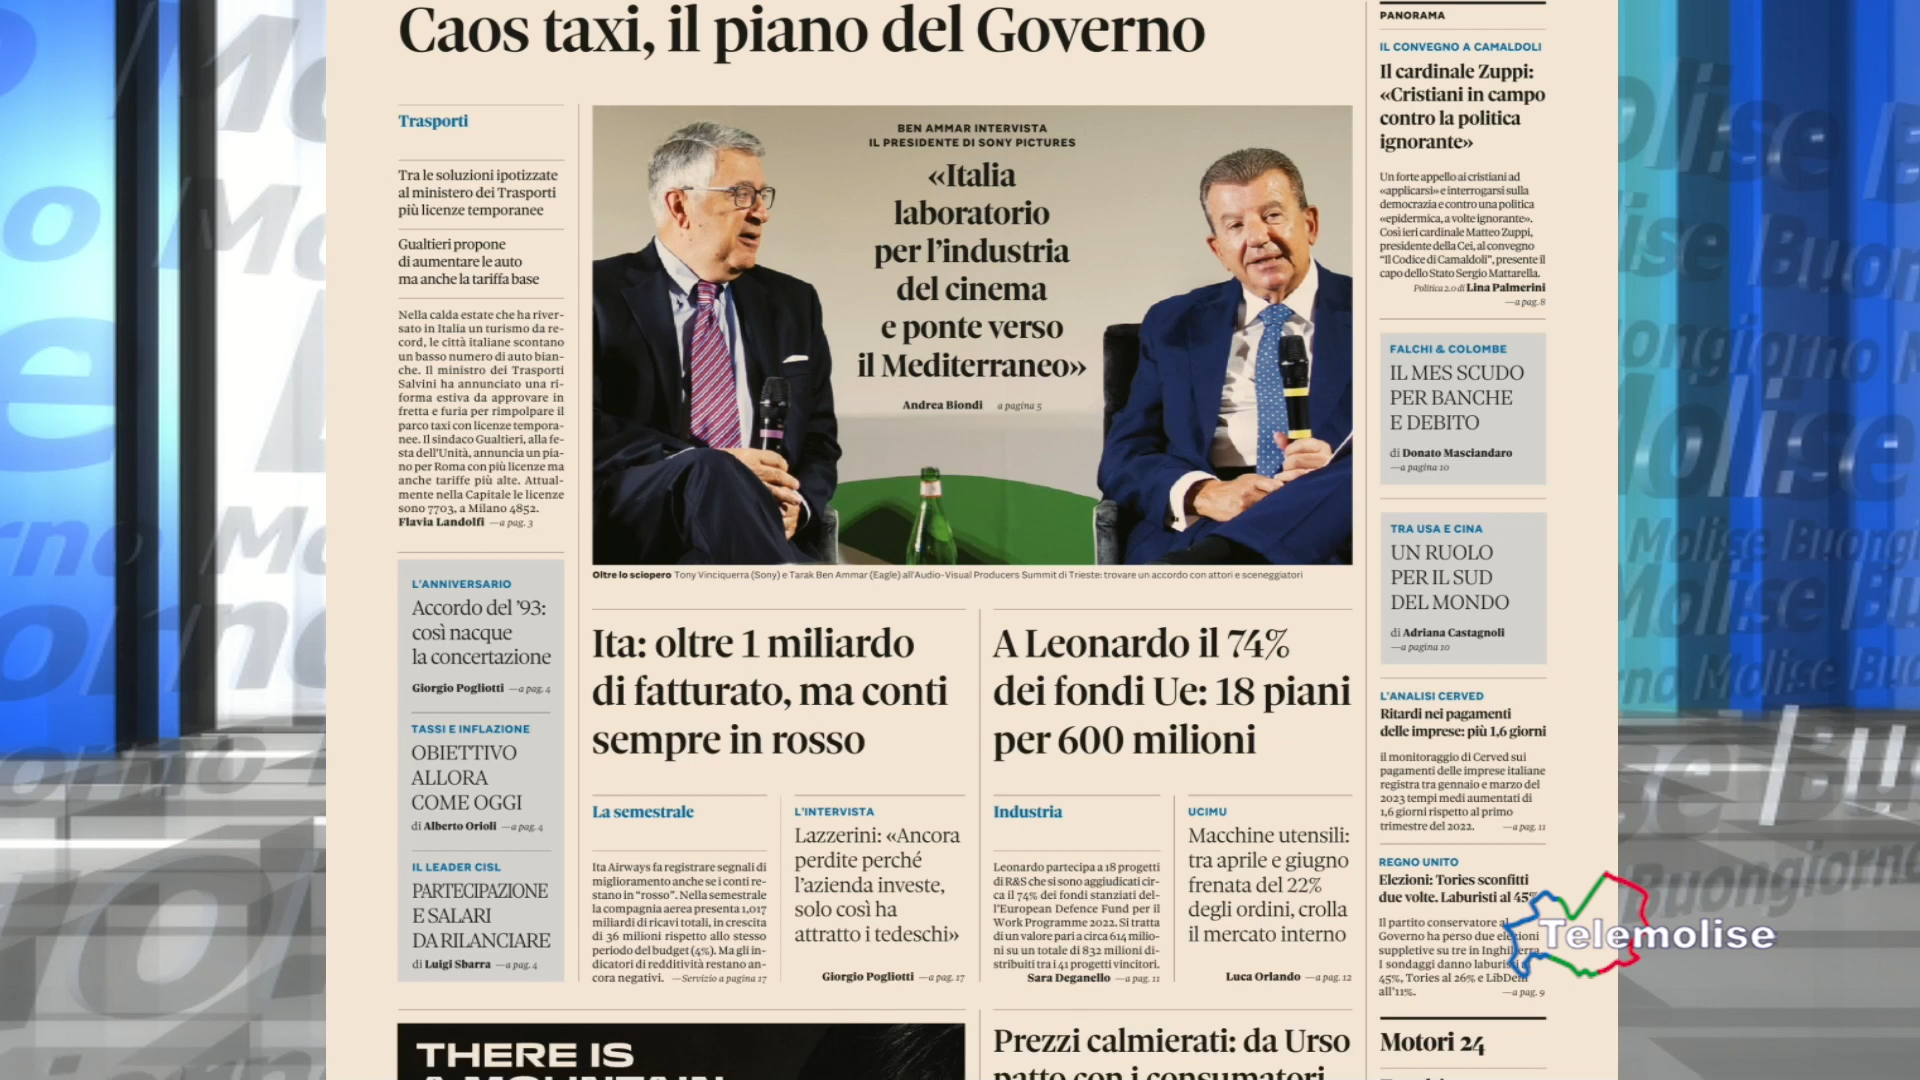 Caos taxi, il piano del Governo
Trasporti
Tra le soluzioni ipotizzate
al ministero dei Trasporti
più licenze temporanee
Gualtieri propone
di aumentare le auto
ma anche la tariffa base
Nella calda estate che ha river-
sato in Italia un turismo da re-
cord, le città italiane scontano
un basso numero di auto bian-
che. Il ministro dei Trasporti
Salvini ha annunciato una ri-
forma estiva da approvare in
fretta e furia per rimpolpare il
parco taxi con licenze tempora-
nee. Il sindaco Gualtieri, alla fe-
sta dell'Unità, annuncia un pia-
no per Roma con più licenze ma
anche tariffe più alte. Attual-
mente nella Capitale le licenze
sono 7703, a Milano 4852.
Flavia Landolfi —a pag. 3
L'ANNIVERSARIO
Accordo del '93:
così nacque
la concertazione
Giorgio Pogliotti —a pag. 4
TASSI E INFLAZIONE
OBIETTIVO
ALLORA
COME OGGI
di Alberto Orioli —a pag. 4
IL LEADER CISL
PARTECIPAZIONE
E SALARI
DA RILANCIARE
di Luigi Sbarra —a pag. 4
BEN AMMAR INTERVISTA
IL PRESIDENTE DI SONY PICTURES
«Italia
laboratorio
per l'industria
del cinema
e ponte verso
il Mediterraneo»
Andrea Biondi a pagina 5
Oltre lo sciopero Tony Vinciquerra (Sony) e Tarak Ben Ammar (Eagle) all'Audio-Visual Producers Summit di Trieste: trovare un accordo con attori e sceneggiatori
Ita: oltre 1 miliardo
di fatturato, ma conti
sempre in rosso
La semestrale
Ita Airways fa registrare segnali di
miglioramento anche se i conti re-
stano in “rosso”. Nella semestrale
la compagnia aerea presenta 1,017
miliardi di ricavi totali, in crescita
di 36 milioni rispetto allo stesso
periodo del budget (4%). Ma gli in-
dicatori di redditività restano an-
cora negativi. —Servizio a pagina 17
L'INTERVISTA
Lazzerini: «Ancora
perdite perché
l'azienda investe,
solo così ha
attratto i tedeschi»
Giorgio Pogliotti —a pag. 17
A Leonardo il 74%
dei fondi Ue: 18 piani
per 600 milioni
Industria
Leonardo partecipa a 18 progetti
di R&S che si sono aggiudicati cir-
ca il 74% dei fondi stanziati del-
l'European Defence Fund per il
Work Programme 2022. Si tratta
di un valore pari a circa 614 milio-
ni su un totale di 832 milioni di-
stribuiti tra i 41 progetti vincitori.
Sara Deganello —a pag. 11
UCIMU
Macchine utensili:
tra aprile e giugno
frenata del 22%
degli ordini, crolla
il mercato interno
Luca Orlando —a pag. 12
THERE IS
A MOUNTAIN
Prezzi calmierati: da Urso
patto con i consumatori
PANORAMA
IL CONVEGNO A CAMALDOLI
Il cardinale Zuppi:
«Cristiani in campo
contro la politica
ignorante»
Un forte appello ai cristiani ad
«applicarsi» e interrogarsi sulla
democrazia e contro una politica
«epidermica, a volte ignorante».
Così ieri cardinale Matteo Zuppi,
presidente della Cei, al convegno
“Il Codice di Camaldoli”, presente il
capo dello Stato Sergio Mattarella.
Politica 2.0 di Lina Palmerini
—a pag. 8
FALCHI & COLOMBE
IL MES SCUDO
PER BANCHE
E DEBITO
di Donato Masciandaro
—a pagina 10
TRA USA E CINA
UN RUOLO
PER IL SUD
DEL MONDO
di Adriana Castagnoli
—a pagina 10
L'ANALISI CERVED
Ritardi nei pagamenti
delle imprese: più 1,6 giorni
il monitoraggio di Cerved sui
pagamenti delle imprese italiane
registra tra gennaio e marzo del
2023 tempi medi aumentati di
1,6 giorni rispetto al primo
trimestre del 2022. —a pag. 11
REGNO UNITO
Elezioni: Tories sconfitti
due volte. Laburisti al 45%
Il partito conservatore al
Governo ha perso due elezioni
suppletive su tre in Inghilterra.
I sondaggi danno laburisti al
45%, Tories al 26% e LibDem
all'11%. —a pag. 9
Motori 24
Telemolise